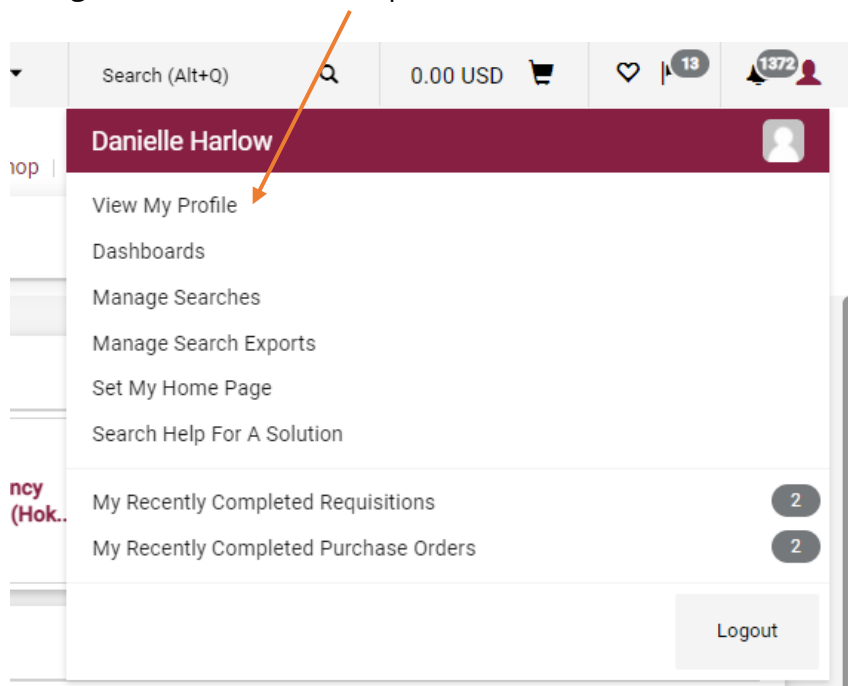 Search (Alt+Q)
0.00 USD
13
1372
Danielle Harlow
View My Profile
Dashboards
Manage Searches
Manage Search Exports
Set My Home Page
Search Help For A Solution
ncy
(Hok..
My Recently Completed Requisitions 2
My Recently Completed Purchase Orders 2
Logout